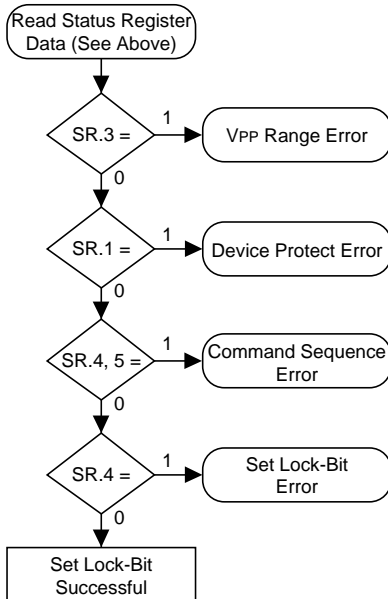 Read Status Register
Data (See Above)
SR.3 =
1
VPP Range Error
0
SR.1 =
1
Device Protect Error
0
SR.4, 5 =
1
Command Sequence
Error
0
SR.4 =
1
Set Lock-Bit
Error
0
Set Lock-Bit
Successful